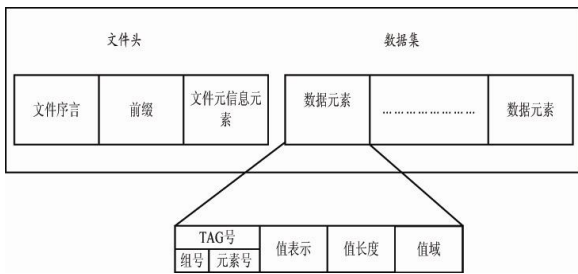 文件头
数据集
文件序言
前缀
文件元信息元
素
数据元素
……………………
数据元素
TAG号
组号
元素号
值表示
值长度
值域